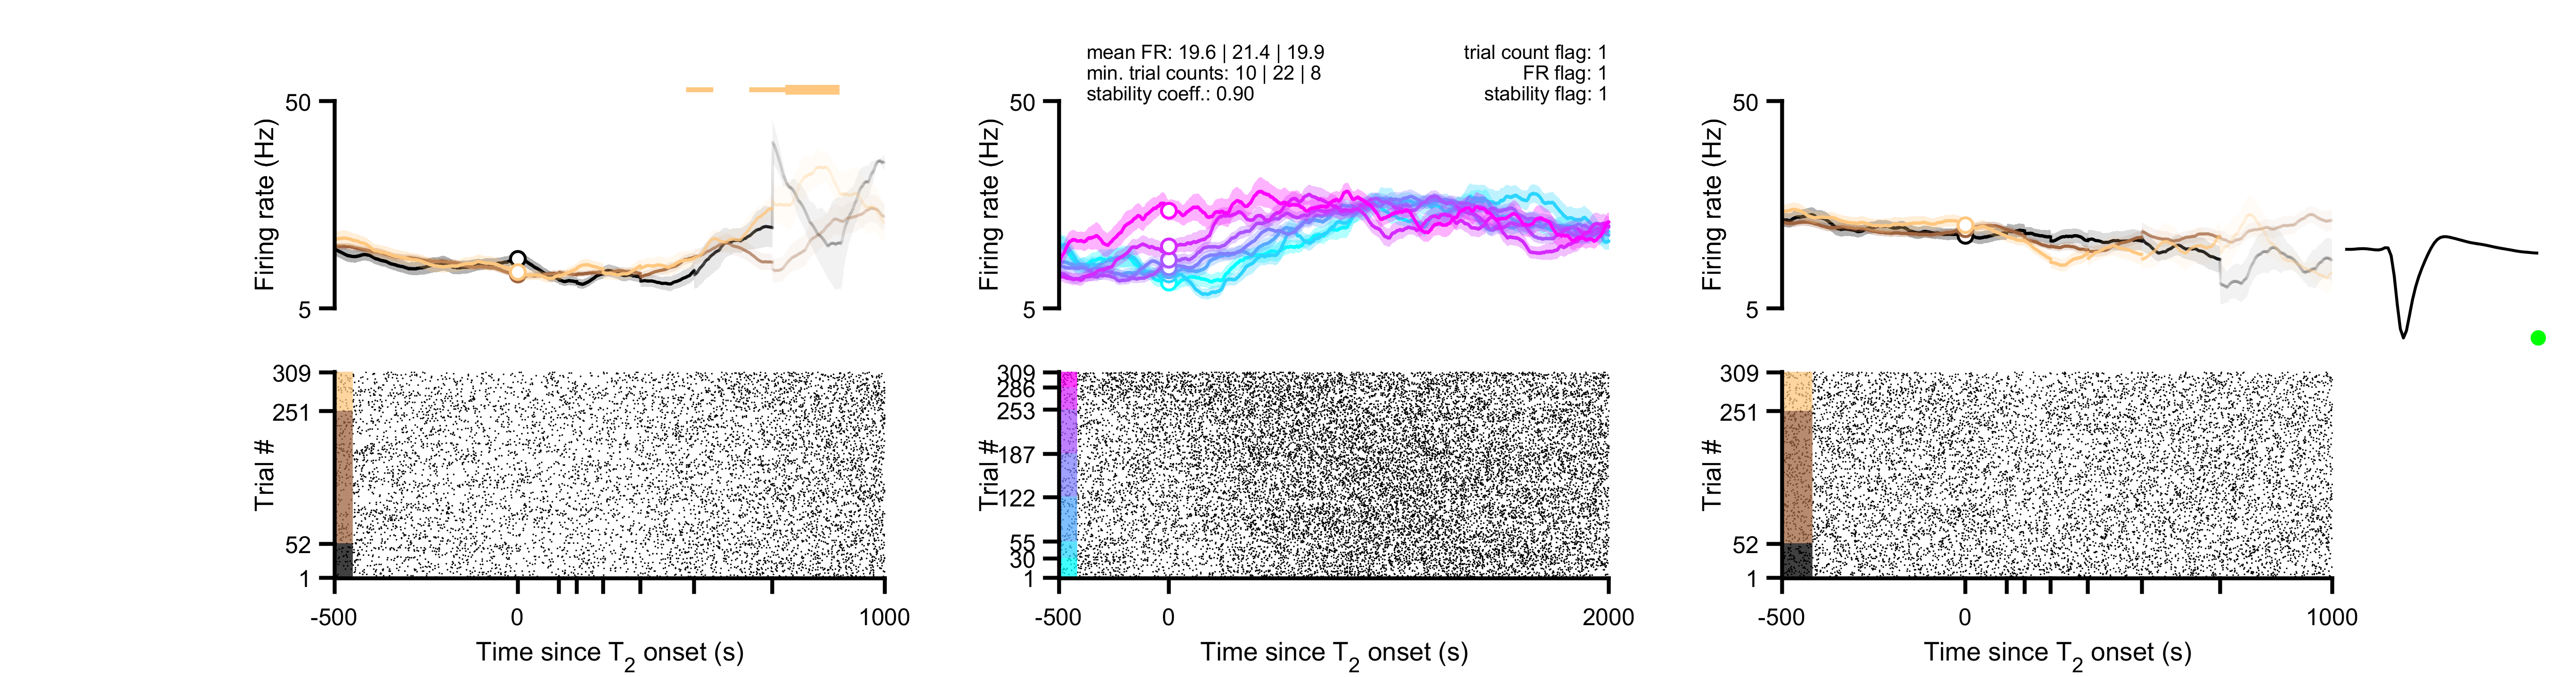 mean FR: 19.6 | 21.4 | 19.9
min. trial counts: 10 | 22 | 8
stability coeff.: 0.90
trial count flag: 1
FR flag: 1
stability flag: 1
50
5
Firing rate (Hz)
309
251
52
1
Trial #
-500
0
1000
Time since T2 onset (s)
50
5
Firing rate (Hz)
309
286
253
187
122
55
30
1
Trial #
-500
0
2000
Time since T2 onset (s)
50
5
Firing rate (Hz)
309
251
52
1
Trial #
-500
0
1000
Time since T2 onset (s)